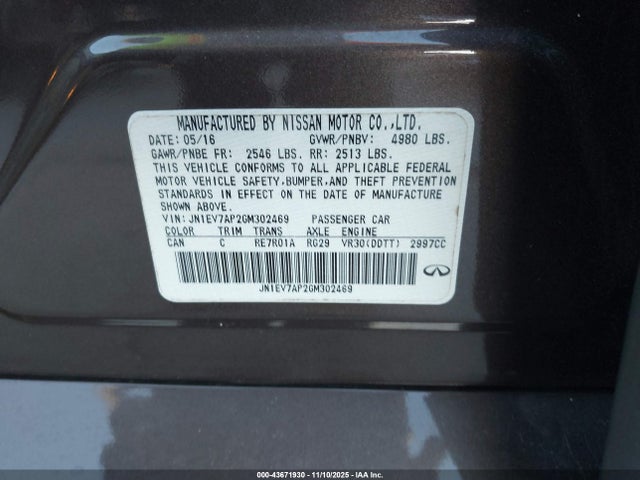 MANUFACTURED BY NISSAN MOTOR CO.,LTD.
DATE: 05/16 GVWR/PNBV: 4980 LBS.
GAWR/PNBE FR: 2546 LBS. RR: 2513 LBS.
THIS VEHICLE CONFORMS TO ALL APPLICABLE FEDERAL
MOTOR VEHICLE SAFETY,BUMPER,AND THEFT PREVENTION
STANDARDS IN EFFECT ON THE DATE OF MANUFACTURE
SHOWN ABOVE.
VIN: JN1EV7AP2GM302469 PASSENGER CAR
COLOR TRIM TRANS AXLE ENGINE
CAN C RE7R01A RG29 VR30(DDTT) 2997CC
JN1EV7AP2GM302469
000-43671930 - 11/10/2025 - IAA, Inc.